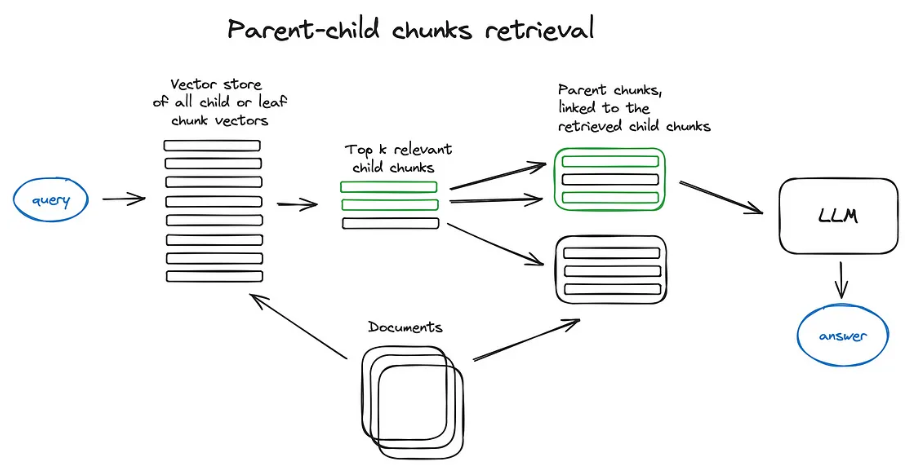 Parent-child chunks retrieval
Vector store
of all child or leaf
chunk vectors
Parent chunks,
linked to the
retrieved child chunks
Top k relevant
child chunks
query
LLM
Documents
answer